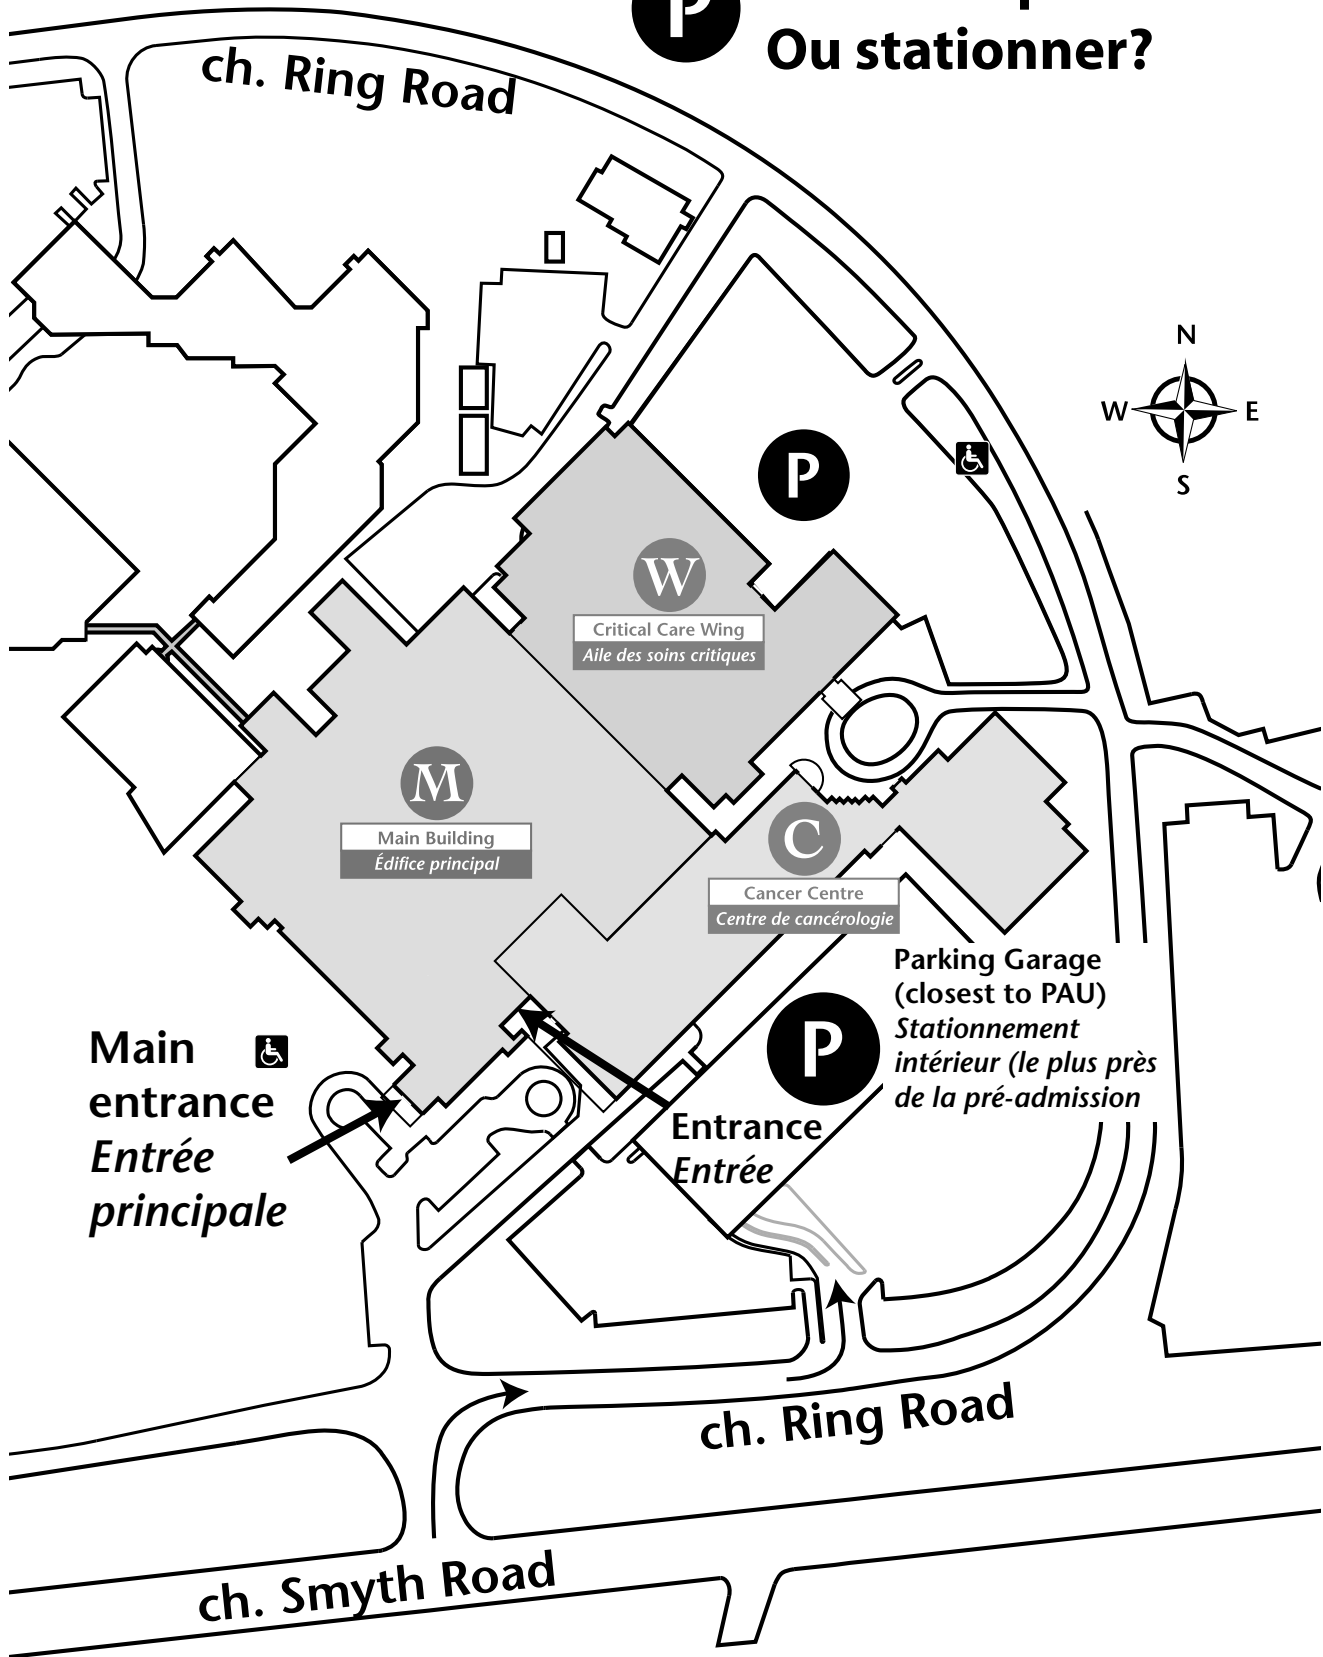 P
Ou stationner?
ch. Ring Road
N
W E
S
P
W
Critical Care Wing
Aile des soins critiques
M
Main Building
Édifice principal
C
Cancer Centre
Centre de cancérologie
Parking Garage
(closest to PAU)
Stationnement
intérieur (le plus près
de la pré-admission
P
Main
entrance
Entrée
principale
Entrance
Entrée
ch. Ring Road
ch. Smyth Road